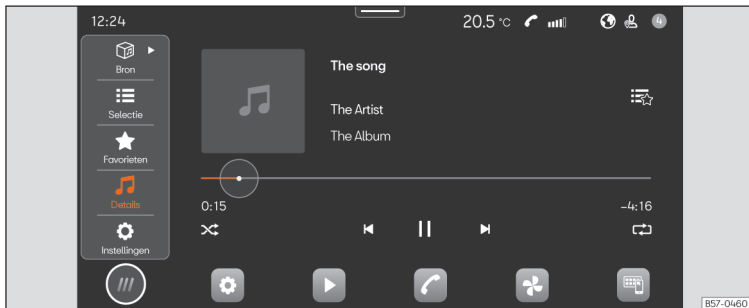 12:24
20.5 °C
4
Bron
Selectie
Favorieten
Details
Instellingen
The song
The Artist
The Album
0:15
-4:16
B57-0460